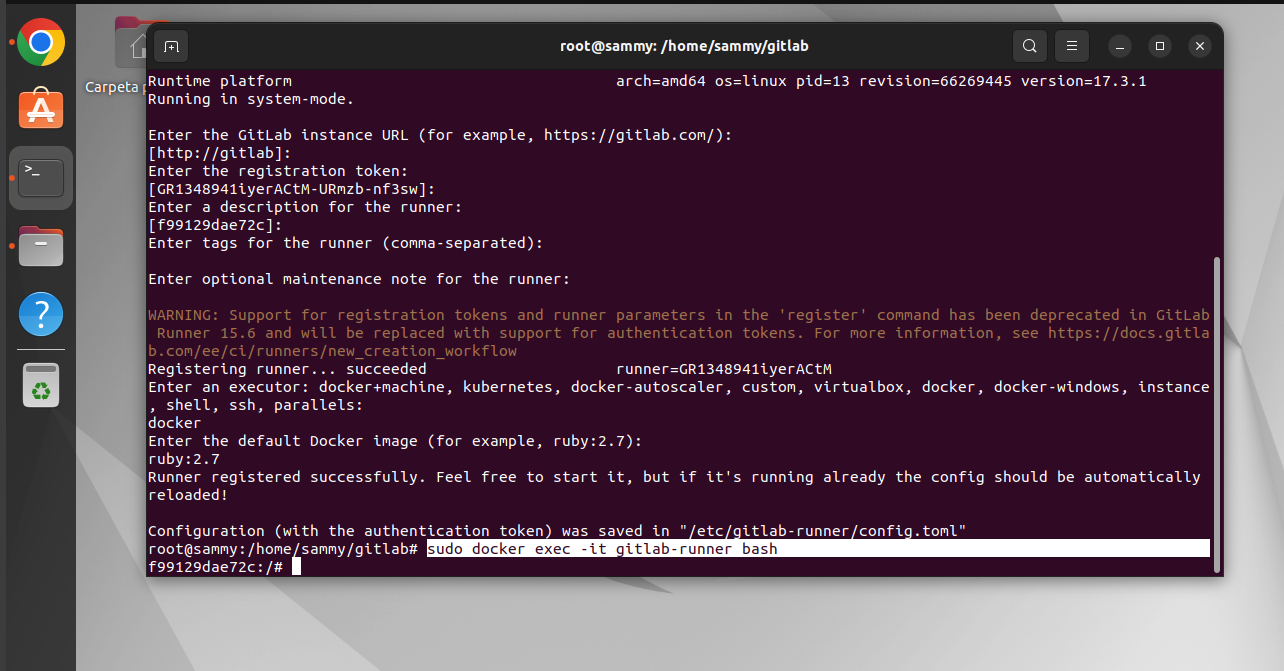 root@sammy: /home/sammy/gitlab
Carpeta
Runtime platform arch=amd64 os=linux pid=13 revision=66269445 version=17.3.1
Running in system-mode.
Enter the GitLab instance URL (for example, https://gitlab.com/):
[http://gitlab]:
Enter the registration token:
[GR1348941iyerACtM-URmzb-nf3sw]:
Enter a description for the runner:
[f99129dae72c]:
Enter tags for the runner (comma-separated):
Enter optional maintenance note for the runner:
WARNING: Support for registration tokens and runner parameters in the 'register' command has been deprecated in GitLab
Runner 15.6 and will be replaced with support for authentication tokens. For more information, see https://docs.gitla
b.com/ee/ci/runners/new_creation_workflow
Registering runner... succeeded runner=GR1348941iyerACtM
Enter an executor: docker+machine, kubernetes, docker-autoscaler, custom, virtualbox, docker, docker-windows, instance
, shell, ssh, parallels:
docker
Enter the default Docker image (for example, ruby:2.7):
ruby:2.7
Runner registered successfully. Feel free to start it, but if it's running already the config should be automatically
reloaded!
Configuration (with the authentication token) was saved in "/etc/gitlab-runner/config.toml"
root@sammy:/home/sammy/gitlab# sudo docker exec -it gitlab-runner bash
f99129dae72c:/#